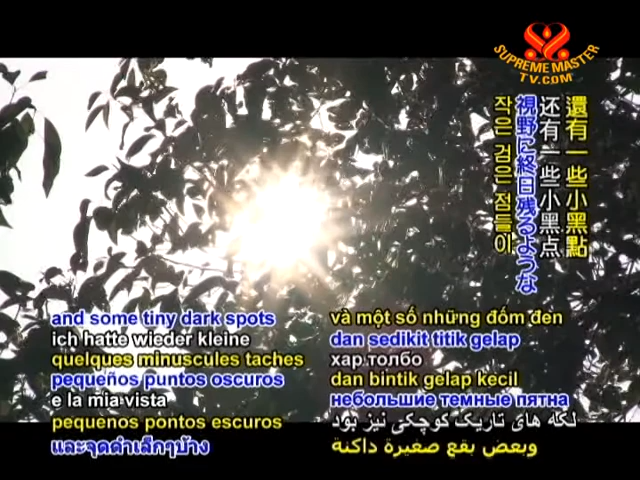 SUPREME MASTER
TV.COM
還有一些小黑點
还有一些小黑点
視野に終日残るような
작은 검은 점들이
and some tiny dark spots
ich hatte wieder kleine
quelques minuscules taches
pequeños puntos oscuros
e la mia vista
pequenos pontos escuros
และจุดดำเล็กๆบ้าง
và một số những đốm đen
dan sedikit titik gelap
хар толбо
dan bintik gelap kecil
небольшие темные пятна
لکه های تاریک کوچکی نیز بود
وبعض بقع صغيرة داكنة